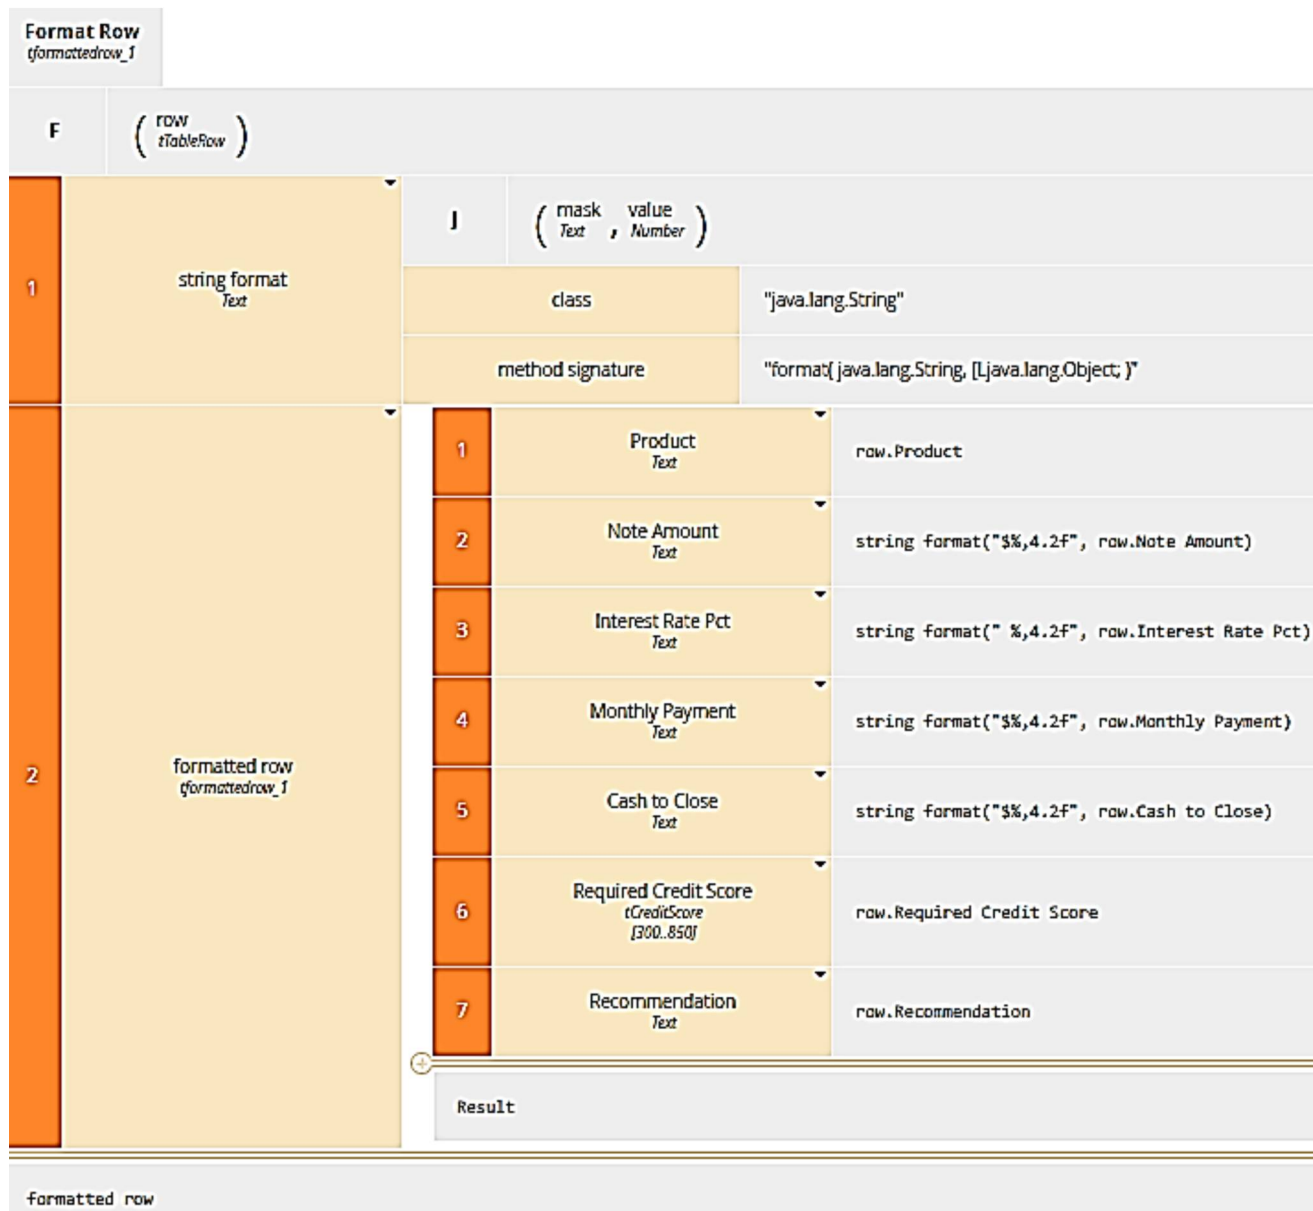 Format Row
tformattedrow_1
F ( row )
tTableRow
1
string format
Text
J ( mask , value )
Text Number
class "java.lang.String"
method signature "format( java.lang.String, [Ljava.lang.Object; )"
2
formatted row
tformattedrow_1
1 Product row.Product
Text
2 Note Amount string format("$%,4.2f", row.Note Amount)
Text
3 Interest Rate Pct string format(" %,4.2f", row.Interest Rate Pct)
Text
4 Monthly Payment string format("$%,4.2f", row.Monthly Payment)
Text
5 Cash to Close string format("$%,4.2f", row.Cash to Close)
Text
6 Required Credit Score row.Required Credit Score
tCreditScore
[300..850]
7 Recommendation row.Recommendation
Text
Result
formatted row